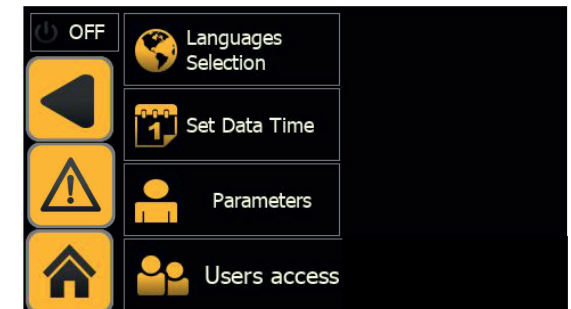 OFF
Languages
Selection
1
Set Data Time
Parameters
Users access